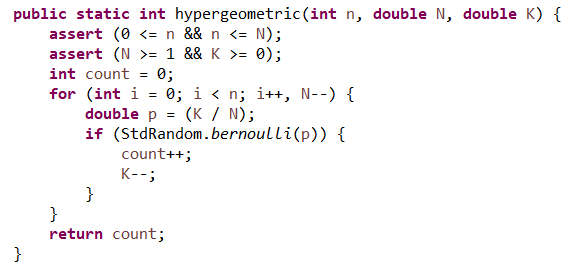 public static int hypergeometric(int n, double N, double K) {
    assert (0 <= n && n <= N);
    assert (N >= 1 && K >= 0);
    int count = 0;
    for (int i = 0; i < n; i++, N--) {
        double p = (K / N);
        if (StdRandom.bernoulli(p)) {
            count++;
            K--;
        }
    }
    return count;
}